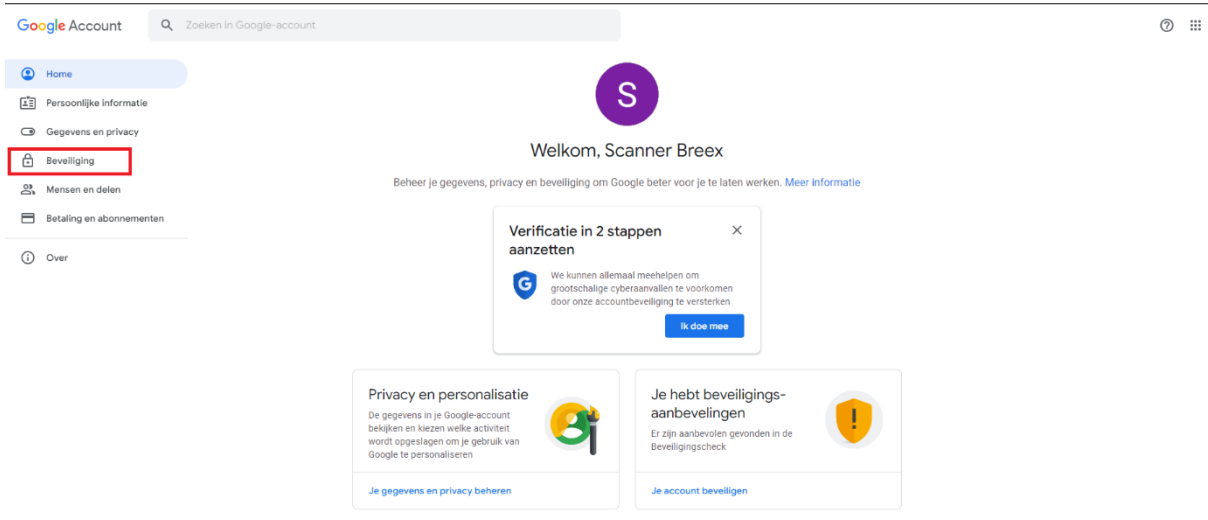 Google Account
Zoeken in Google-account
Home
Persoonlijke informatie
Gegevens en privacy
Beveiliging
Mensen en delen
Betaling en abonnementen
Over
S
Welkom, Scanner Breex
Beheer je gegevens, privacy en beveiliging om Google beter voor je te laten werken. Meer informatie
Verificatie in 2 stappen
aanzetten
G
We kunnen allemaal meehelpen om
grootschalige cyberaanvallen te voorkomen
door onze accountbeveiliging te versterken
Ik doe mee
Privacy en personalisatie
De gegevens in je Google-account
bekijken en kiezen welke activiteit
wordt opgeslagen om je gebruik van
Google te personaliseren
Je gegevens en privacy beheren
Je hebt beveiligings-
aanbevelingen
Er zijn aanbevolen gevonden in de
Beveiligingscheck
Je account beveiligen